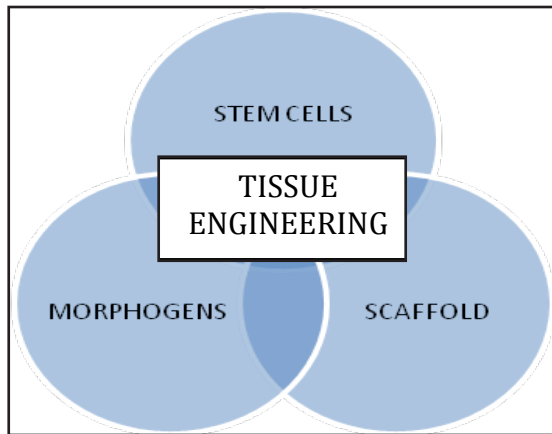 STEM CELLS
TISSUE
ENGINEERING
MORPHOGENS
SCAFFOLD